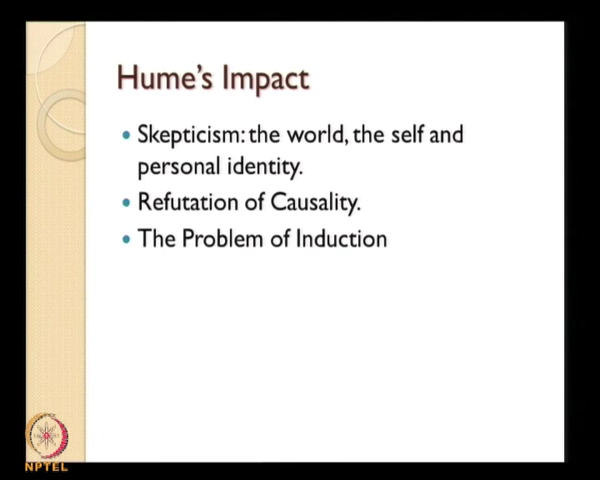 Hume's Impact
• Skepticism: the world, the self and
personal identity.
• Refutation of Causality.
• The Problem of Induction
NPTEL